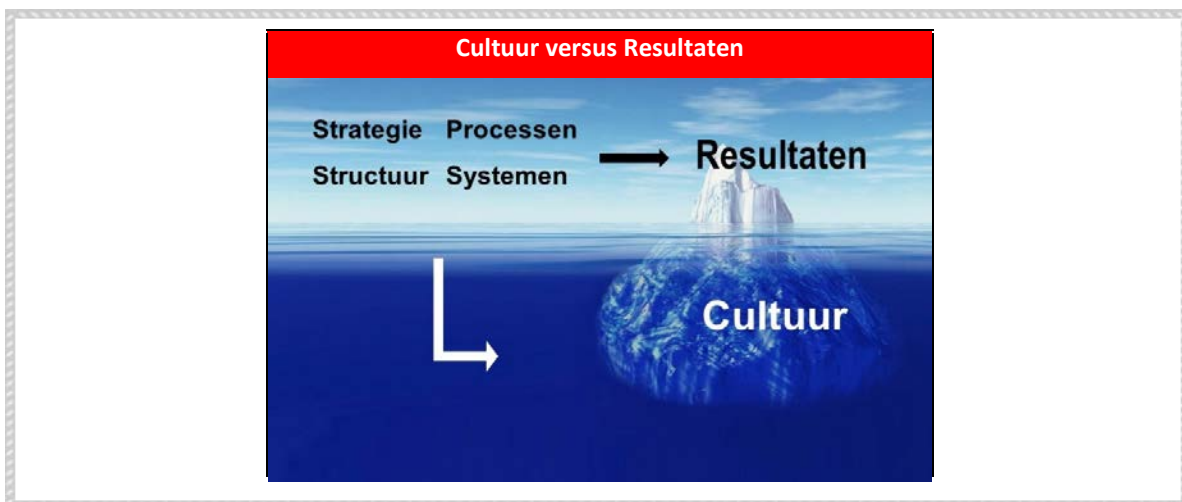 Cultuur versus Resultaten
Strategie Processen
Structuur Systemen
Resultaten
Cultuur